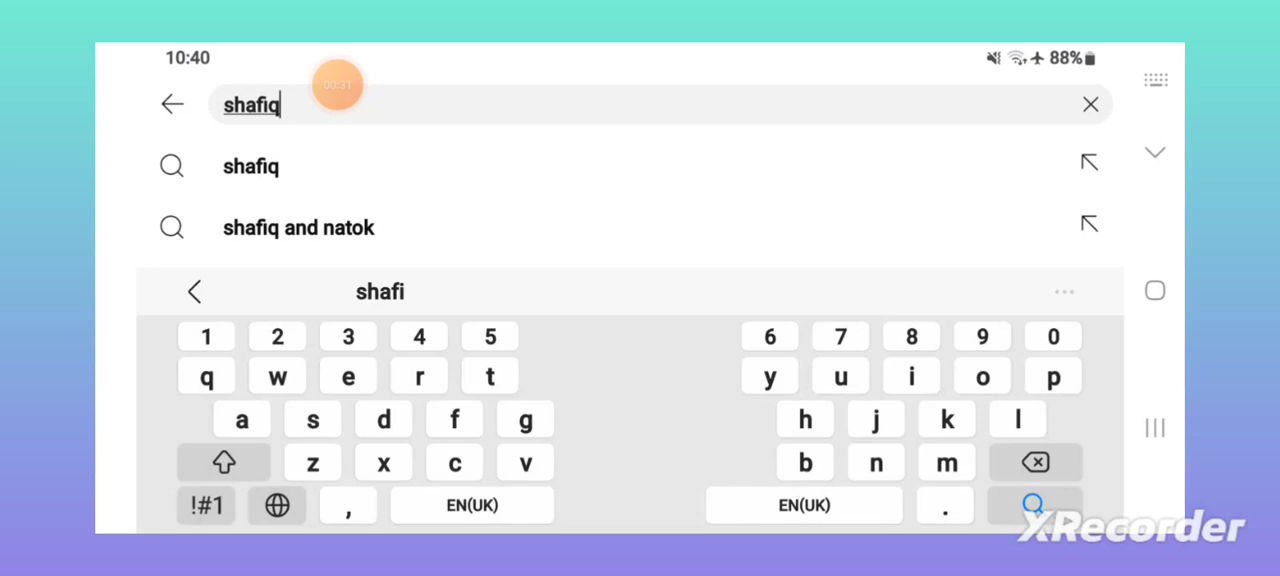 10:40
88%
00:31
shafiq
shafiq
shafiq and natok
shafi
1 2 3 4 5 6 7 8 9 0
q w e r t y u i o p
a s d f g h j k l
z x c v b n m
!#1 , EN(UK) EN(UK) .
XRecorder